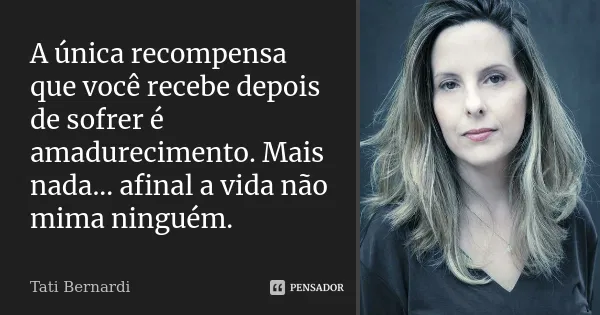 A única recompensa
que você recebe depois
de sofrer é
amadurecimento. Mais
nada... afinal a vida não
mima ninguém.
Tati Bernardi
PENSADOR